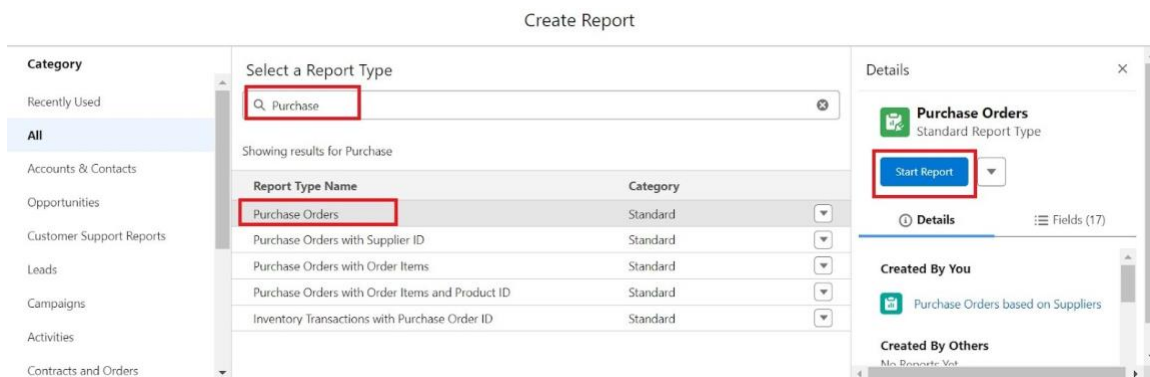 Create Report
Category
Recently Used
All
Accounts & Contacts
Opportunities
Customer Support Reports
Leads
Campaigns
Activities
Contracts and Orders
Select a Report Type
Purchase
Showing results for Purchase
Report Type Name Category
Purchase Orders Standard
Purchase Orders with Supplier ID Standard
Purchase Orders with Order Items Standard
Purchase Orders with Order Items and Product ID Standard
Inventory Transactions with Purchase Order ID Standard
Details
Purchase Orders
Standard Report Type
Start Report
Details Fields (17)
Created By You
Purchase Orders based on Suppliers
Created By Others
No Reports Yet